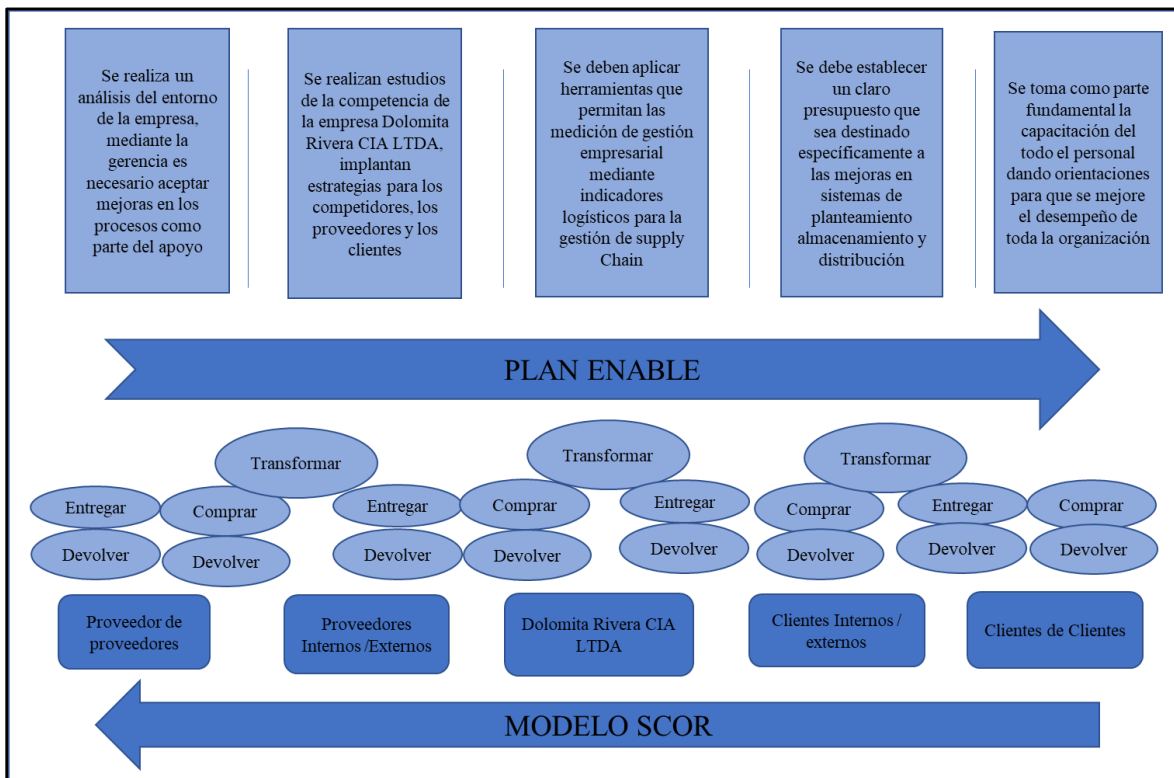 Se realiza un
análisis del entorno
de la empresa,
mediante la
gerencia es
necesario aceptar
mejoras en los
procesos como
parte del apoyo
Se realizan estudios
de la competencia de
la empresa Dolomita
Rivera CIA LTDA,
implantan
estrategias para los
competidores, los
proveedores y los
clientes
Se deben aplicar
herramientas que
permitan las
medición de gestión
empresarial
mediante
indicadores
logísticos para la
gestión de supply
Chain
Se debe establecer
un claro
presupuesto que
sea destinado
específicamente a
las mejoras en
sistemas de
planteamiento
almacenamiento y
distribución
Se toma como parte
fundamental la
capacitación del
todo el personal
dando orientaciones
para que se mejore
el desempeño de
toda la organización
PLAN ENABLE
Transformar
Transformar
Transformar
Entregar
Comprar
Entregar
Comprar
Entregar
Comprar
Entregar
Comprar
Devolver
Devolver
Devolver
Devolver
Devolver
Devolver
Devolver
Devolver
Proveedor de
proveedores
Proveedores
Internos /Externos
Dolomita Rivera CIA
LTDA
Clientes Internos /
externos
Clientes de Clientes
MODELO SCOR